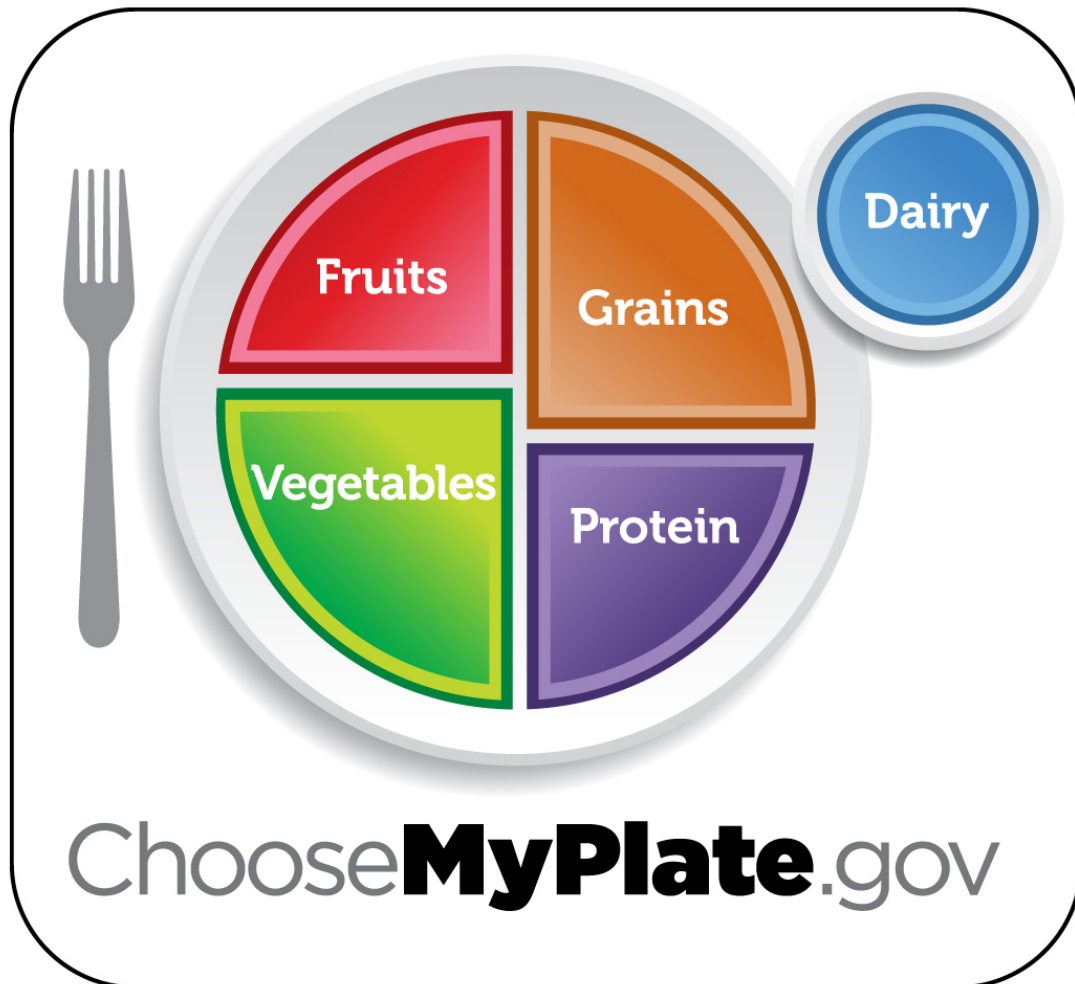 Fruits
Grains
Dairy
Vegetables
Protein
ChooseMyPlate.gov